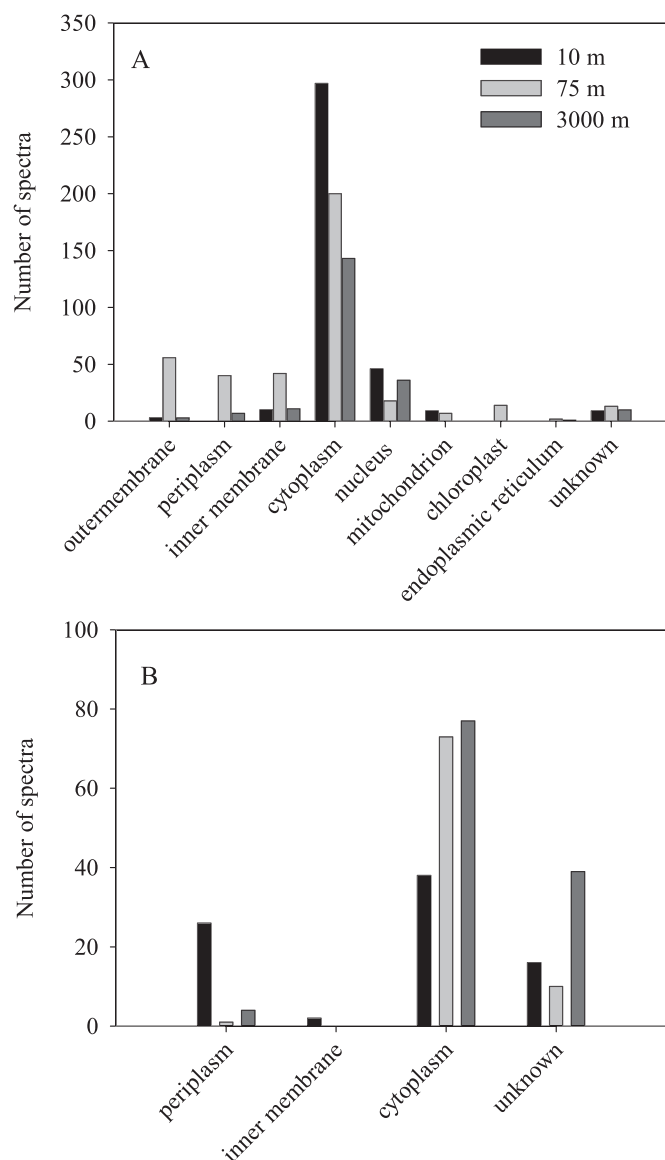 350
300
250
200
150
100
50
0
Number of spectra
A
10 m
75 m
3000 m
outermembrane
periplasm
inner membrane
cytoplasm
nucleus
mitochondrion
chloroplast
endoplasmic reticulum
unknown
100
80
60
40
20
0
Number of spectra
B
periplasm
inner membrane
cytoplasm
unknown